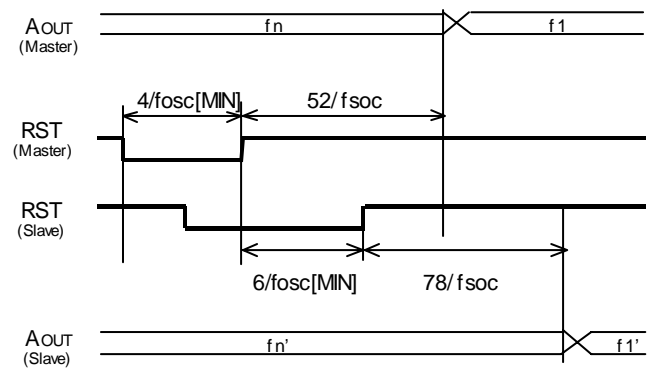 AOUT
(Master)
fn
f1
4/fosc[MIN]
52/fsoc
RST
(Master)
RST
(Slave)
6/fosc[MIN]
78/fsoc
AOUT
(Slave)
fn'
f1'